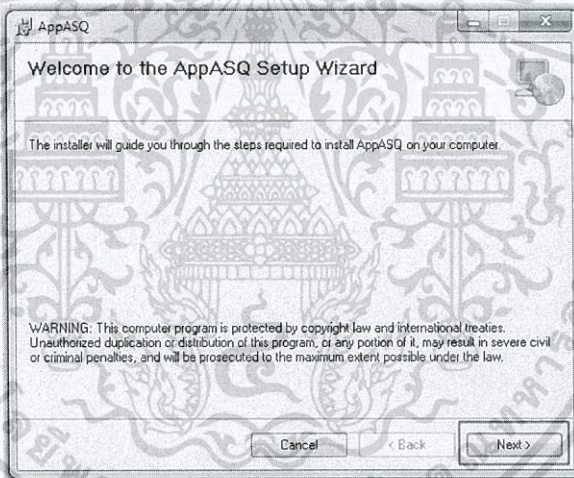 AppASQ
Welcome to the AppASQ Setup Wizard
The installer will guide you through the steps required to install AppASQ on your computer.
WARNING: This computer program is protected by copyright law and international treaties.
Unauthorized duplication or distribution of this program, or any portion of it, may result in severe civil
or criminal penalties, and will be prosecuted to the maximum extent possible under the law.
Cancel
< Back
Next >